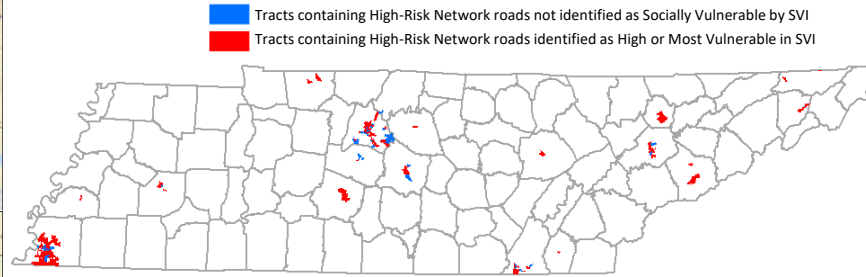 Tracts containing High-Risk Network roads not identified as Socially Vulnerable by SVI
Tracts containing High-Risk Network roads identified as High or Most Vulnerable in SVI